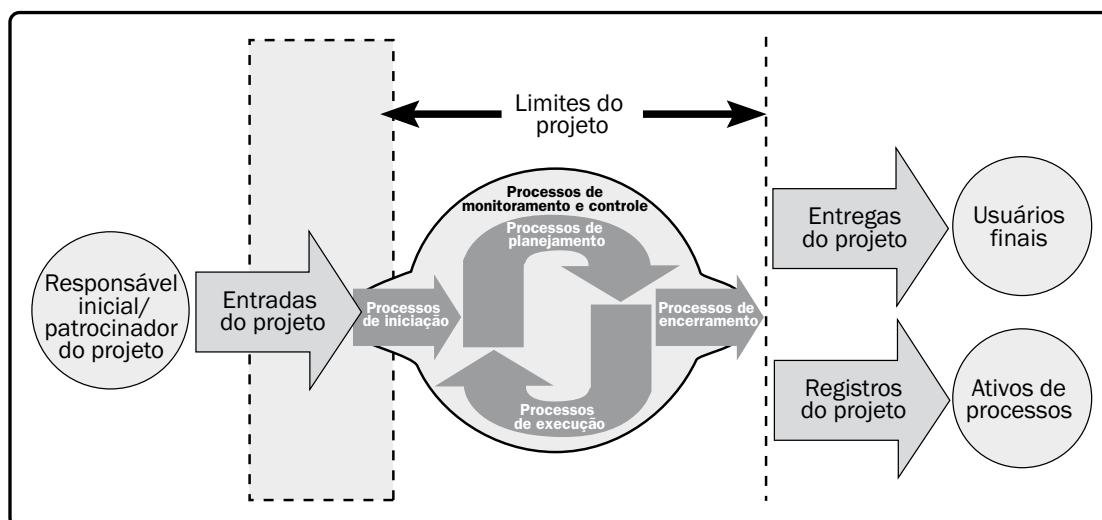 Limites do
projeto
Processos de
monitoramento e controle
Processos de
planejamento
Entregas
do projeto
Usuários
finais
Responsável
inicial/
patrocinador
do projeto
Entradas
do projeto
Processos
de iniciação
Processos de
encerramento
Processos
de execução
Registros
do projeto
Ativos de
processos